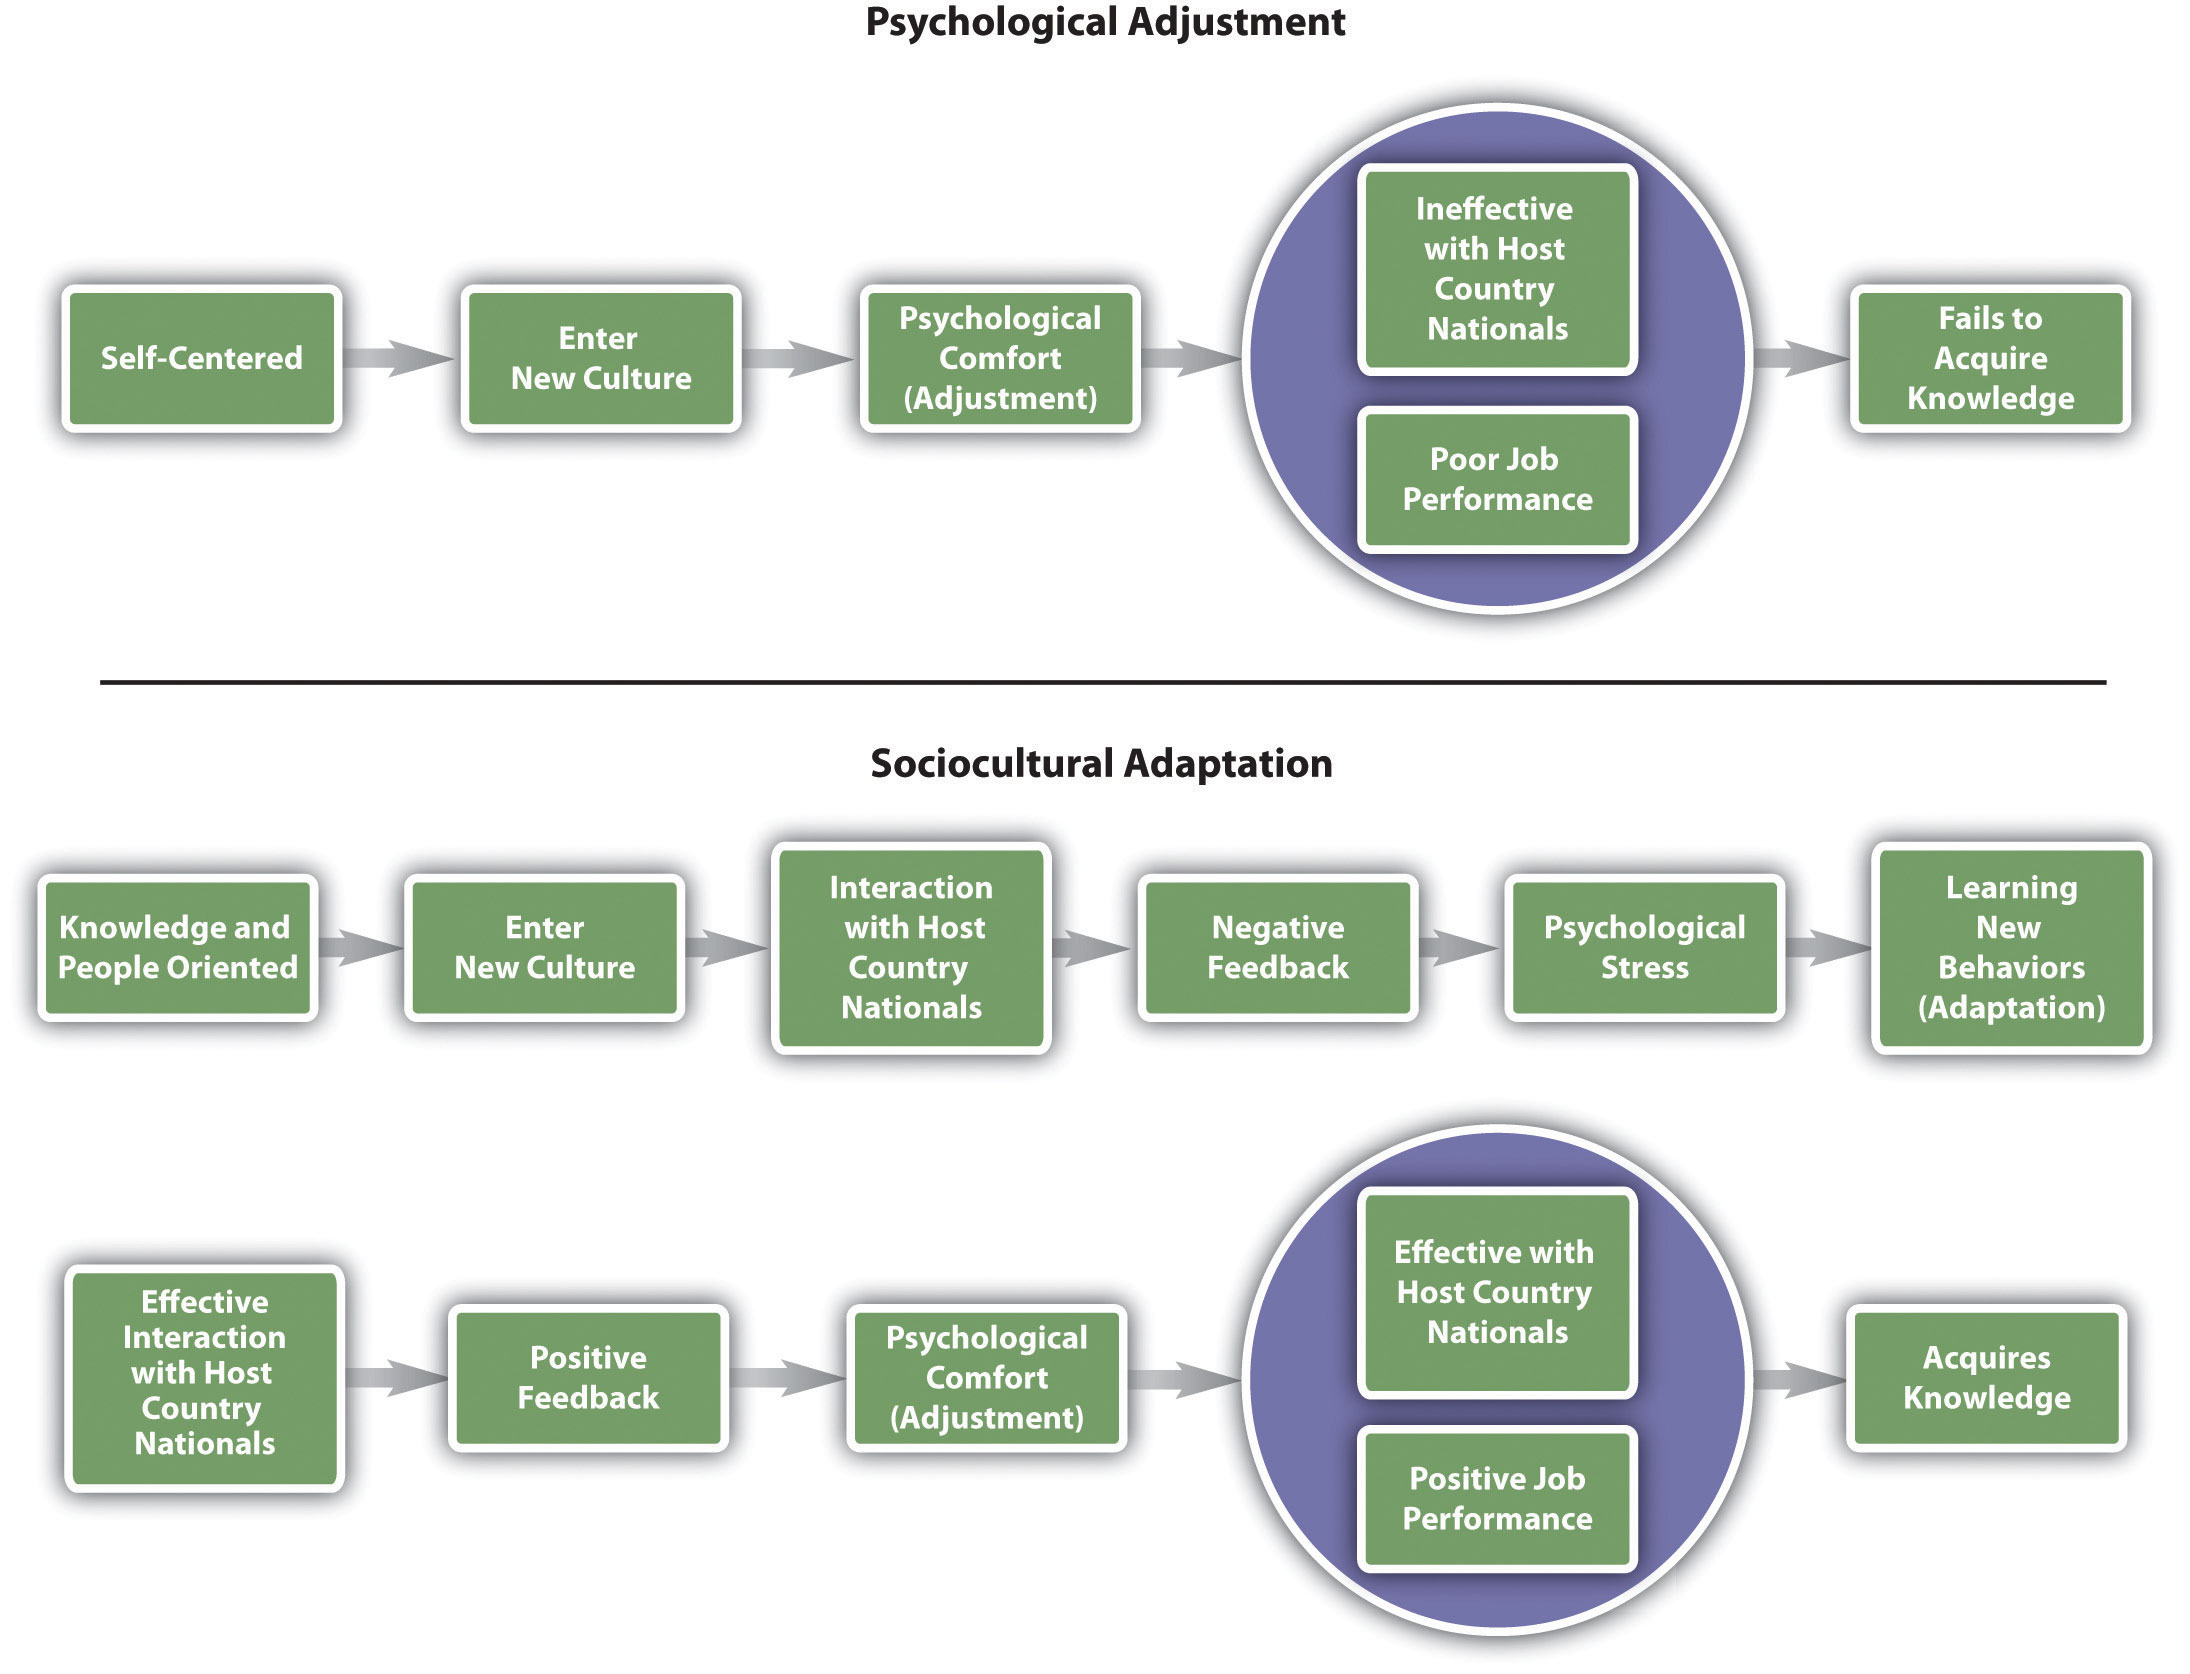 Psychological Adjustment
Self-Centered
Enter
New Culture
Psychological
Comfort
(Adjustment)
Ineffective
with Host
Country
Nationals
Poor Job
Performance
Fails to
Acquire
Knowledge
Sociocultural Adaptation
Knowledge and
People Oriented
Enter
New Culture
Interaction
with Host
Country
Nationals
Negative
Feedback
Psychological
Stress
Learning
New
Behaviors
(Adaptation)
Effective
Interaction
with Host
Country
Nationals
Positive
Feedback
Psychological
Comfort
(Adjustment)
Effective with
Host Country
Nationals
Positive Job
Performance
Acquires
Knowledge